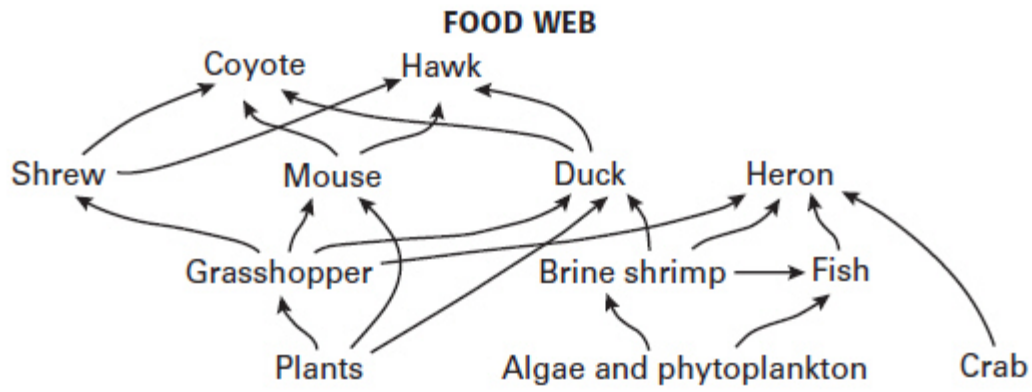 FOOD WEB
Coyote Hawk
Shrew Mouse Duck Heron
Grasshopper Brine shrimp Fish
Plants Algae and phytoplankton Crab